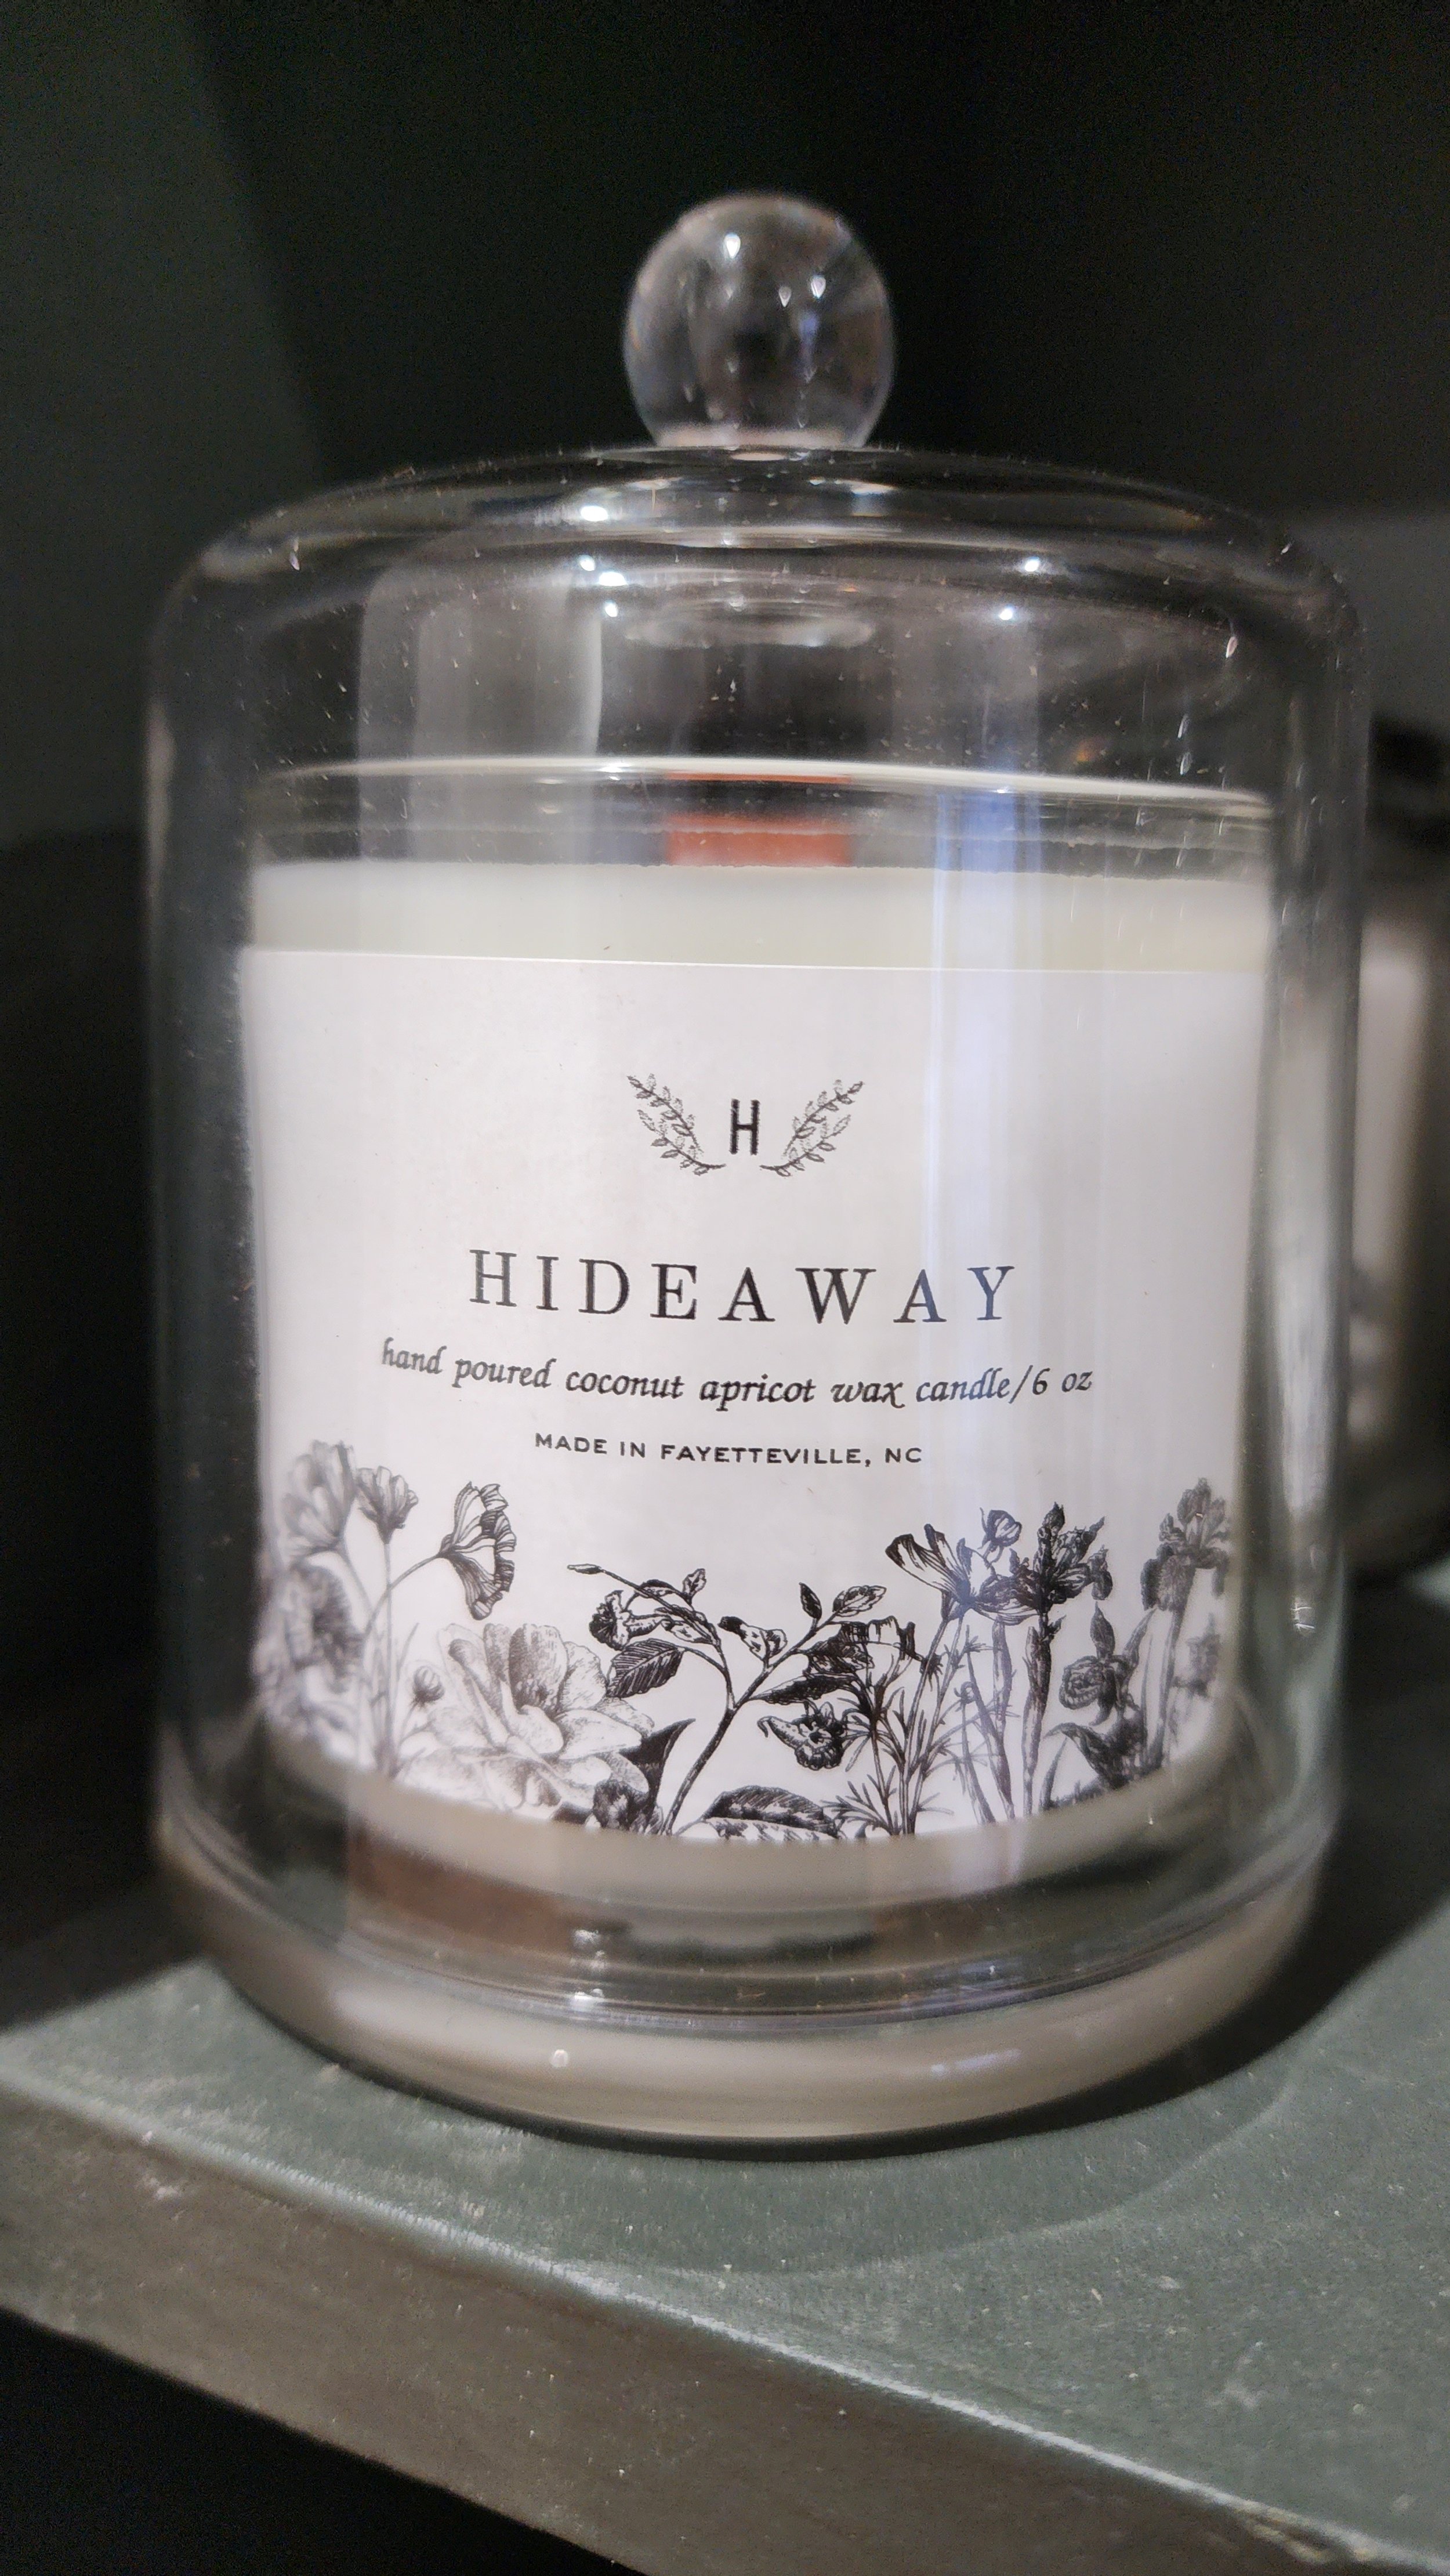 H
HIDEAWAY
hand poured coconut apricot wax candle/6 oz
MADE IN FAYETTEVILLE, NC